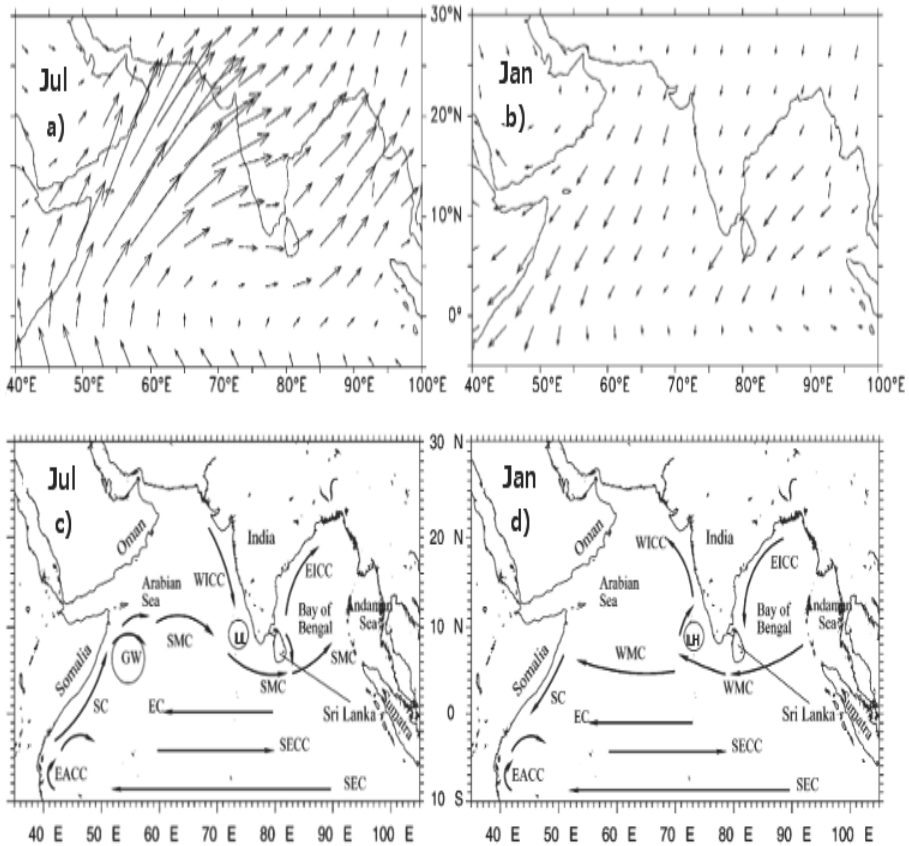 Jul
a)
40°E 50°E 60°E 70°E 80°E 90°E 100°E
Jan
b)
30°N
20°N
10°N
0°
40°E 50°E 60°E 70°E 80°E 90°E 100°E
Jul
c)
Oman
India
WICC
EICC
Arabian
Sea
Bay of
Bengal
Andaman
Sea
LL
SMC
SMC
GW
Somalia
SMC
SC
Sri Lanka
Sumatra
EC
SECC
EACC
SEC
40 E 50 E 60 E 70 E 80 E 90 E 100 E
30 N
20 N
10 N
0
10 S
Jan
d)
Oman
India
WICC
EICC
Arabian
Sea
Bay of
Bengal
Andaman
Sea
LH
WMC
Somalia
WMC
SC
Sri Lanka
Sumatra
EC
SECC
EACC
SEC
40 E 50 E 60 E 70 E 80 E 90 E 100 E